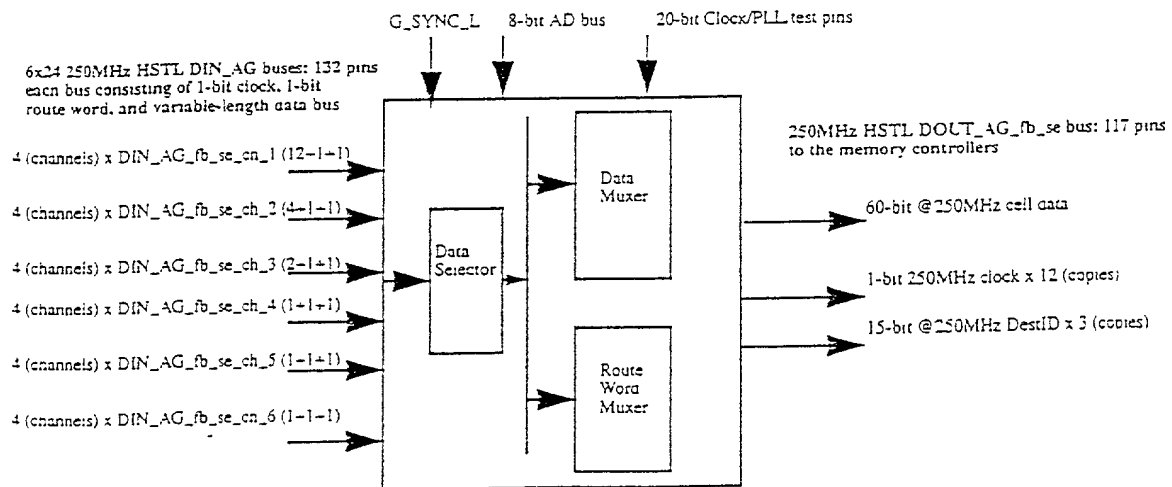 G_SYNC_L
8-bit AD bus
20-bit Clocx/PLL test pins
6x24 250MHz HSTL DIN_AG buses: 132 pins
each bus consisting of 1-bit clock, 1-bit
route word, and variable-length data bus
250MHz HSTL DOUT_AG_fb_se bus: 117 pins
to the memory controllers
4 (channels) x DIN_AG_fb_se_cn_1 (12+1+1)
4 (channels) x DIN_AG_fb_se_ch_2 (4+1+1)
4 (channels) x DIN_AG_fb_se_ch_3 (2+1+1)
4 (channels) x DIN_AG_fb_se_ch_4 (1+1+1)
4 (channels) x DIN_AG_fb_se_ch_5 (1+1+1)
4 (channels) x DIN_AG_fb_se_cn_6 (1+1+1)
Data
Selector
Data
Muxer
Route
Word
Muxer
60-bit @250MHz cell data
1-bit 250MHz clock x 12 (copies)
15-bit @250MHz DestID x 3 (copies)